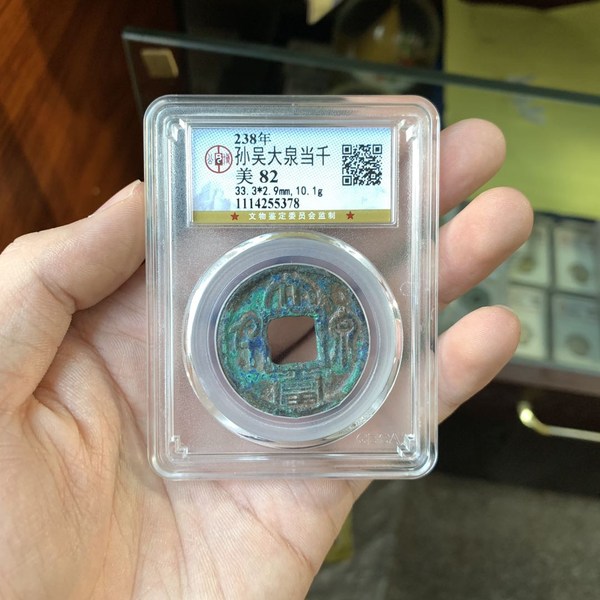 238年
孙吴大泉当千
美 82
33.3*2.9mm,10.1g
1114255378
★ 文物鉴定委员会监制 ★